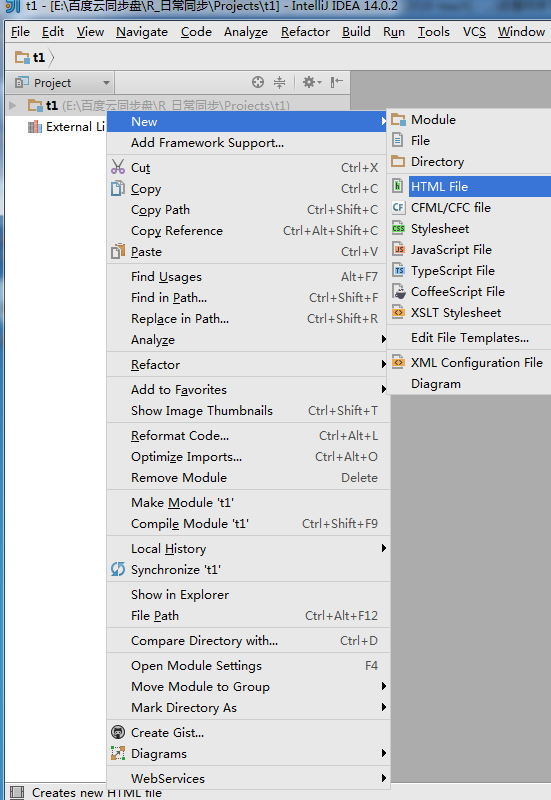 t1 - [E:\百度云同步盘\R_日常同步\Projects\t1] - IntelliJ IDEA 14.0.2
File Edit View Navigate Code Analyze Refactor Build Run Tools VCS Window
t1
Project
t1 (E:\百度云同步盘\R_日常同步\Projects\t1)
External Li
New
Add Framework Support...
Cut Ctrl+X
Copy Ctrl+C
Copy Path Ctrl+Shift+C
Copy Reference Ctrl+Alt+Shift+C
Paste Ctrl+V
Find Usages Alt+F7
Find in Path... Ctrl+Shift+F
Replace in Path... Ctrl+Shift+R
Analyze
Refactor
Add to Favorites
Show Image Thumbnails Ctrl+Shift+T
Reformat Code... Ctrl+Alt+L
Optimize Imports... Ctrl+Alt+O
Remove Module Delete
Make Module 't1'
Compile Module 't1' Ctrl+Shift+F9
Local History
Synchronize 't1'
Show in Explorer
File Path Ctrl+Alt+F12
Compare Directory with... Ctrl+D
Open Module Settings F4
Move Module to Group
Mark Directory As
Create Gist...
Diagrams
WebServices
Module
File
Directory
HTML File
CFML/CFC file
Stylesheet
JavaScript File
TypeScript File
CoffeeScript File
XSLT Stylesheet
Edit File Templates...
XML Configuration File
Diagram
Creates new HTML file